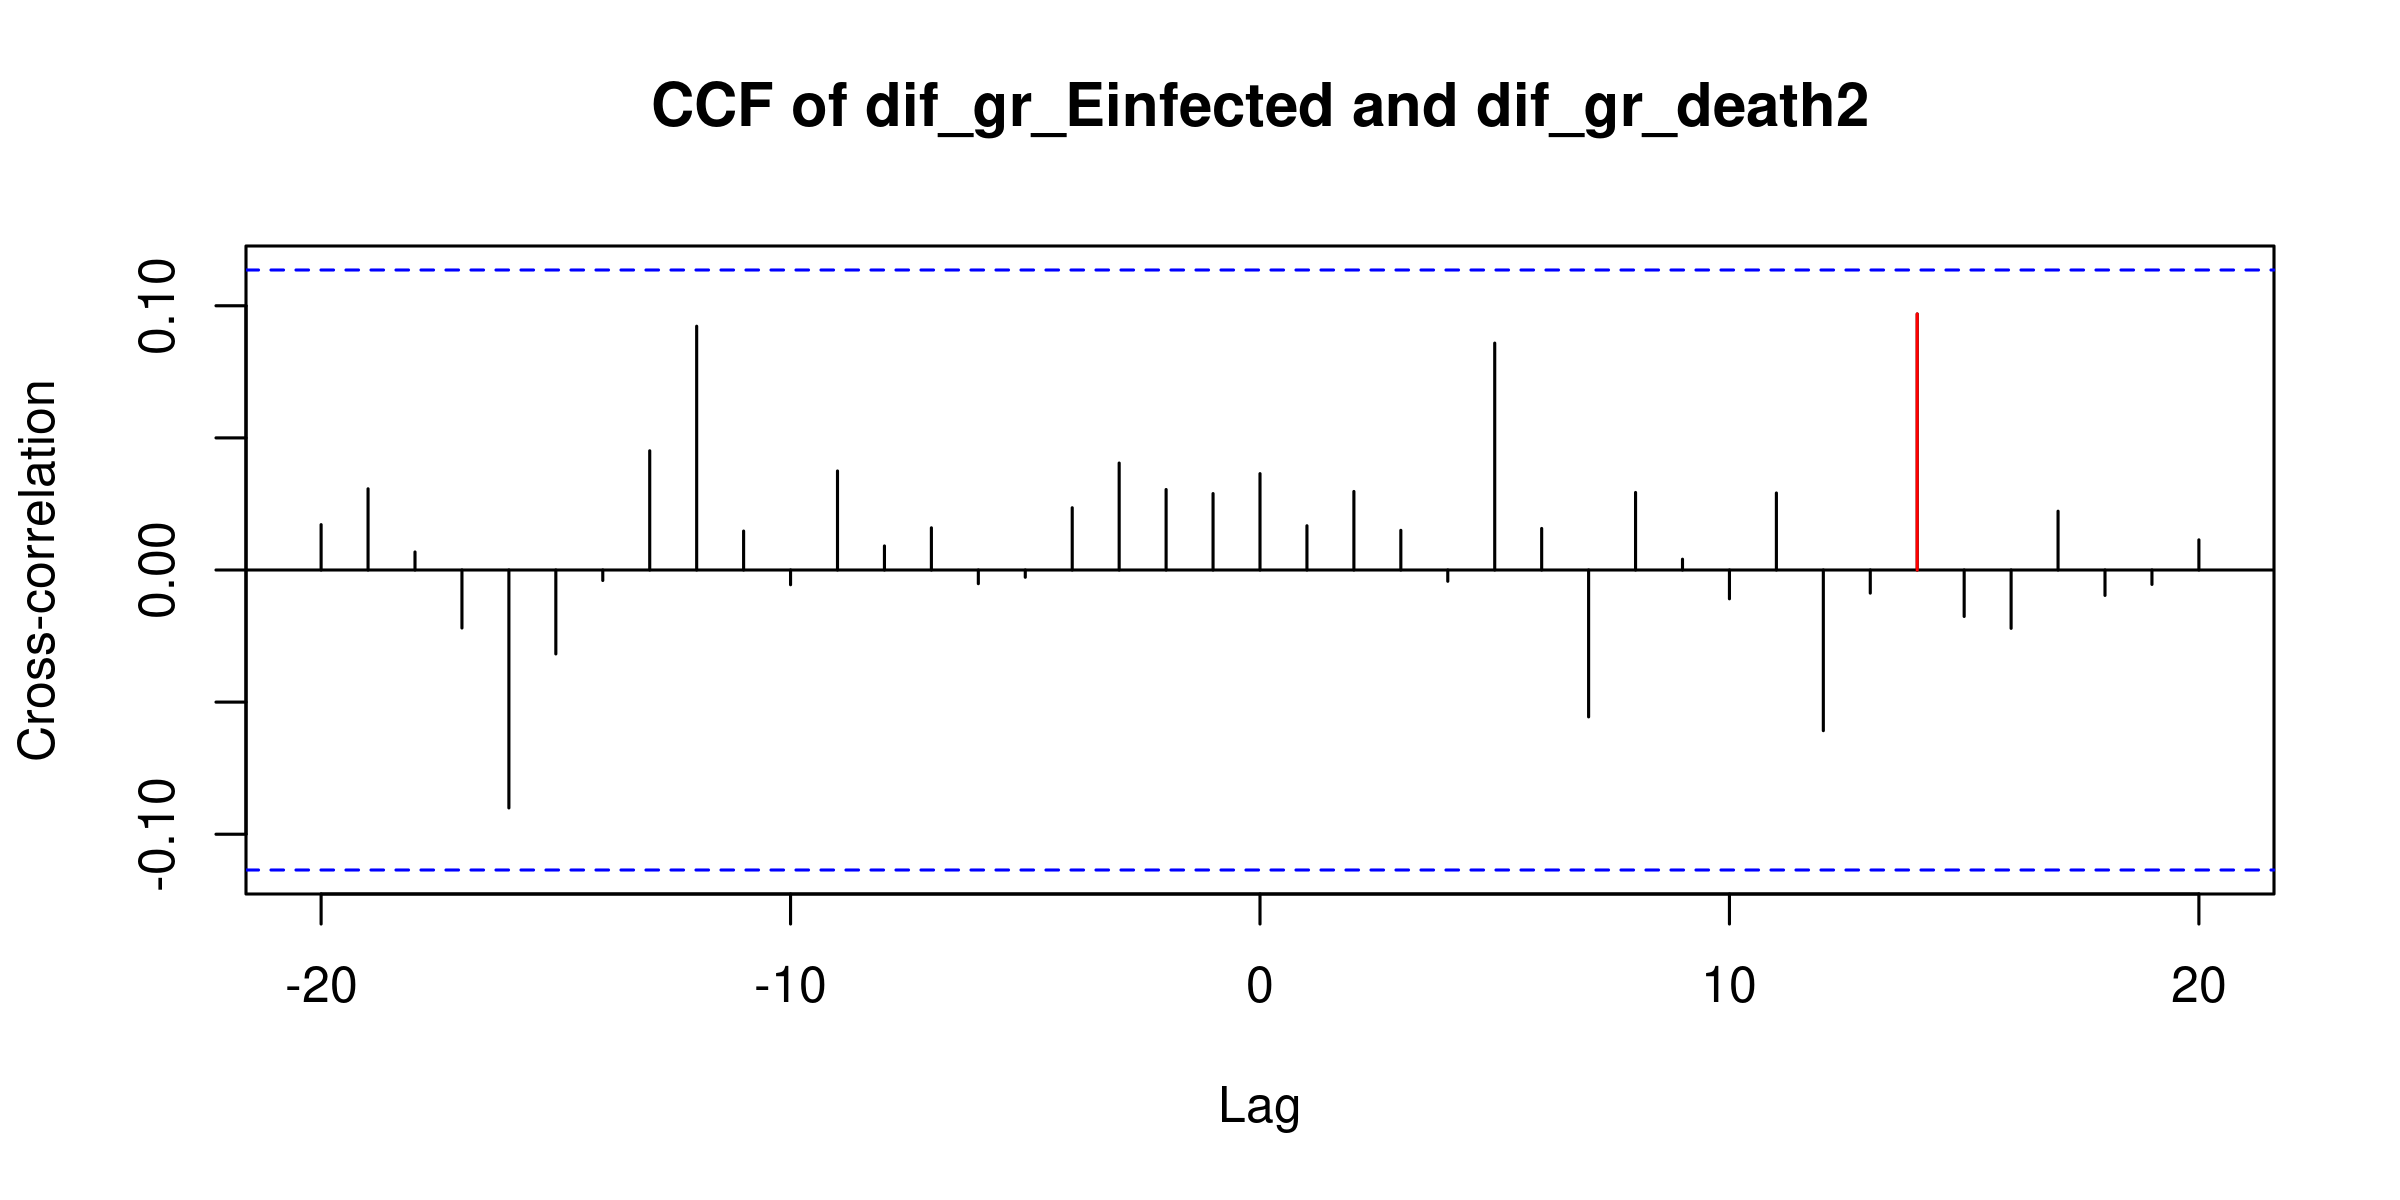 CCF of dif_gr_Einfected and dif_gr_death2
Cross-correlation
0.10
0.00
-0.10
-20 -10 0 10 20
Lag